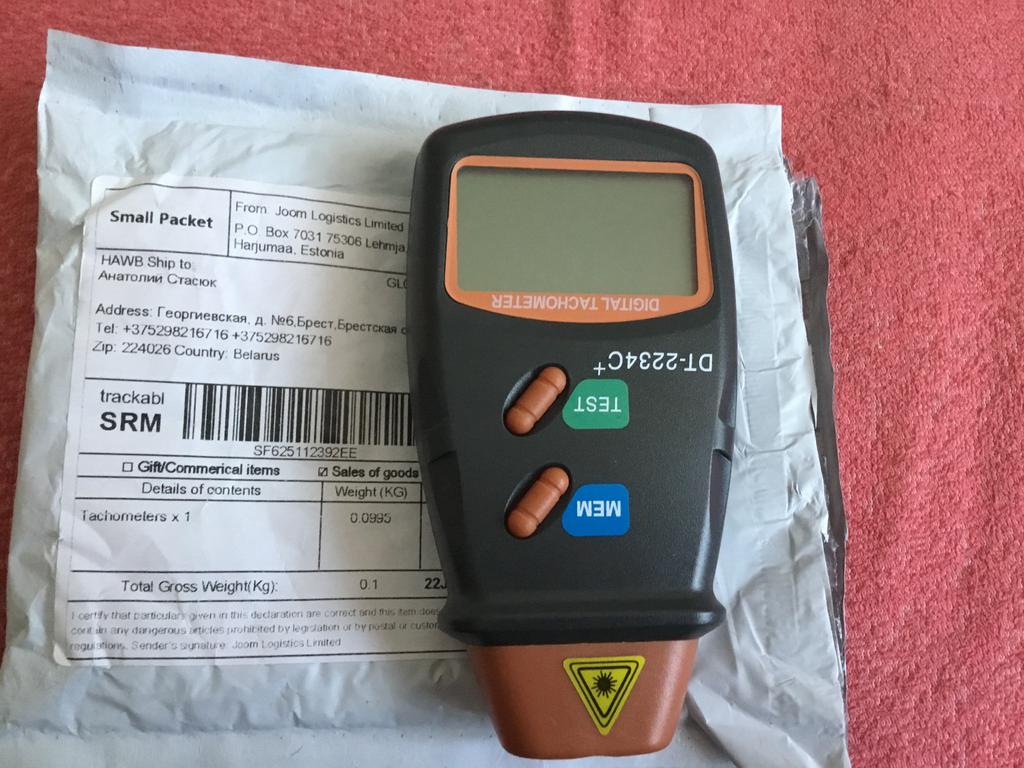 Small Packet
From: Joom Logistics Limited
P.O. Box 7031 75306 Lehmja,
Harjumaa, Estonia
HAWB Ship to
Анатолий Стасюк
Address: Георгиевская, д. №6,Брест,Брестская
Tel: +375298216716 +375298216716
Zip: 224026 Country: Belarus
trackabl
SRM
SF625112392EE
Gift/Commerical items
Sales of goods
Details of contents
Weight (KG)
Tachometers x 1
0.0995
Total Gross Weight(Kg):
0.1
I certify that particulars given in this declaration are correct and this item does
contain any dangerous articles prohibited by legislation or by postal or
regulations. Sender's signature: Joom Logistics Limited
DIGITAL TACHOMETER
DT-2234C+
TEST
MEM